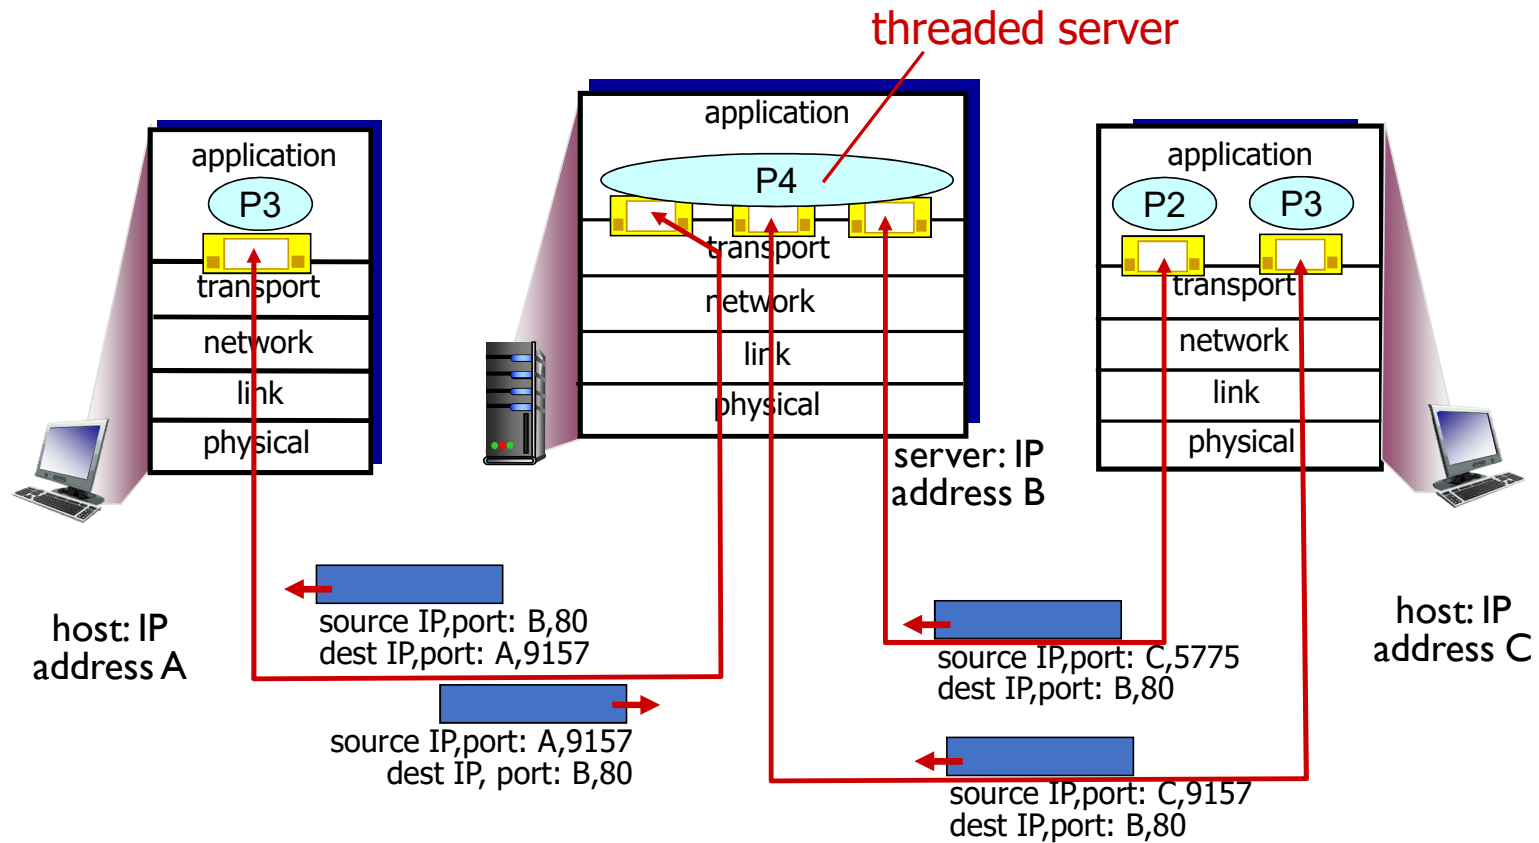 threaded server
application
P3
transport
network
link
physical
application
P4
transport
network
link
physical
application
P2
P3
transport
network
link
physical
server: IP
address B
host: IP
address A
source IP,port: B,80
dest IP,port: A,9157
source IP,port: A,9157
dest IP, port: B,80
source IP,port: C,5775
dest IP,port: B,80
source IP,port: C,9157
dest IP,port: B,80
host: IP
address C